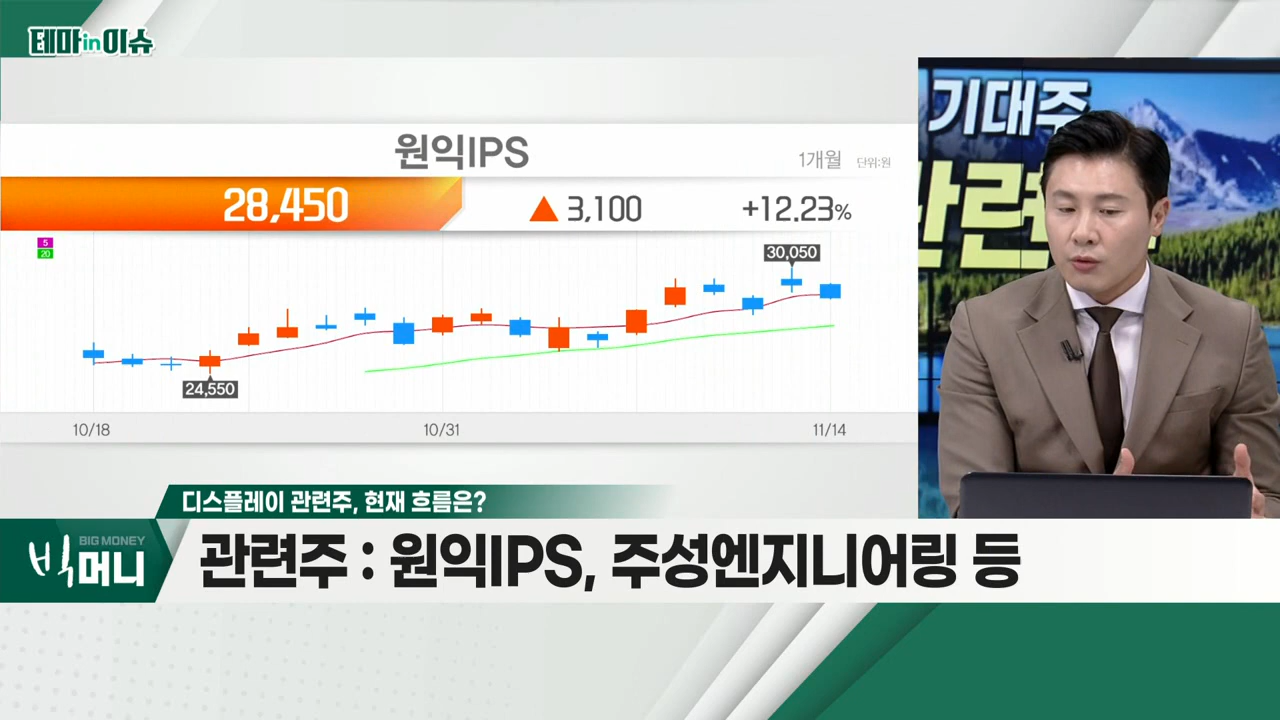 테마in이슈
기대주
관련
원익IPS
1개월 단위:원
28,450 ▲ 3,100 +12.23%
5
20
30,050
24,550
10/18 10/31 11/14
디스플레이 관련주, 현재 흐름은?
BIG MONEY
빅머니
관련주 : 원익IPS, 주성엔지니어링 등